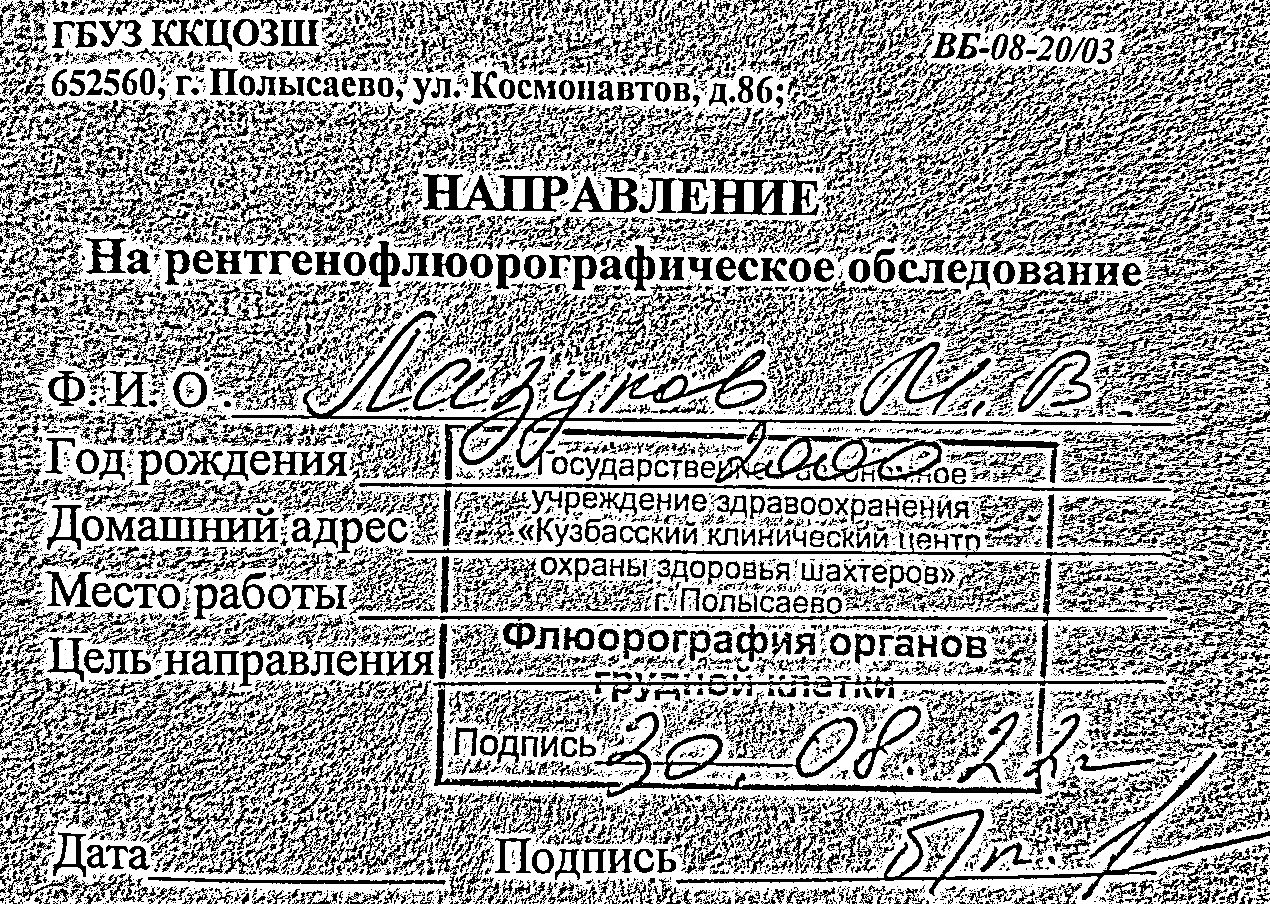 ГБУЗ ККЦОЗШ
ВБ-08-20/03
652560, г. Полысаево, ул. Космонавтов, д.86;
НАПРАВЛЕНИЕ
На рентгенофлюорографическое обследование
Ф. И. О. Лазуков И. В.
Год рождения 2000
Государственное автономное
учреждение здравоохранения
Домашний адрес
«Кузбасский клинический центр
охраны здоровья шахтеров»,
Место работы
г. Полысаево
Флюорография органов
Цель направления
грудной клетки
Подпись 30.08.22г
Дата Подпись